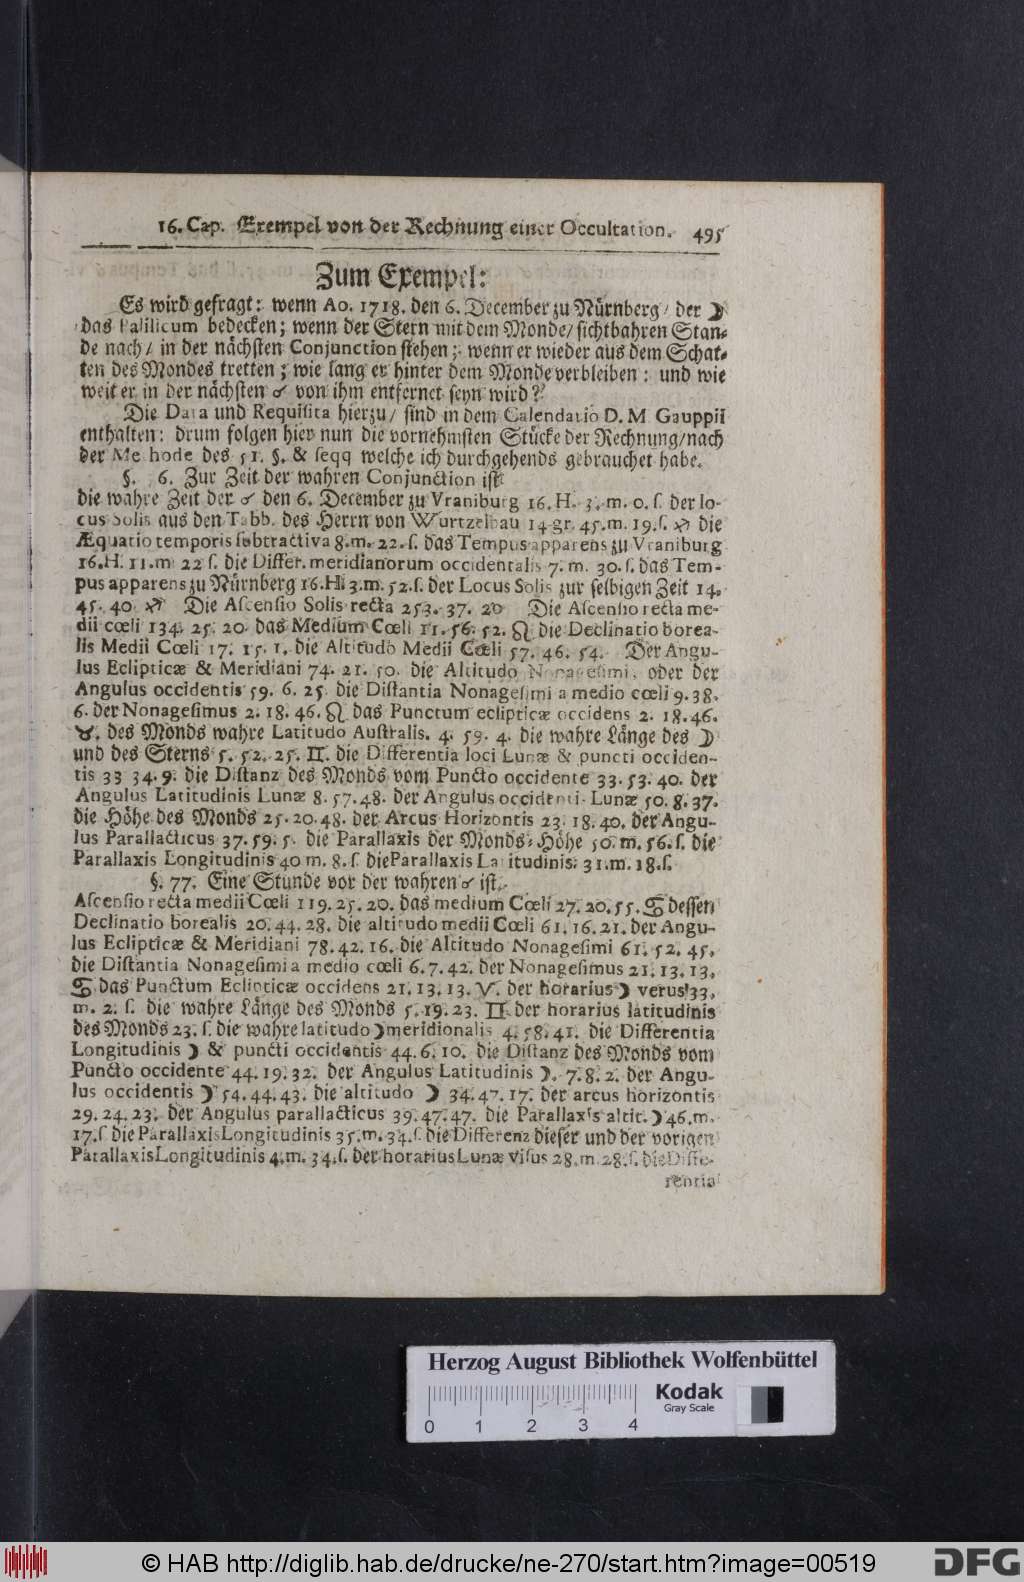 16. Cap. Exempel von der Rechnung einer Occultation. 495
Zum Exempel:
Es wird gefragt: wenn Ao. 1718. den 6. December zu Nürnberg / der ☽
das Palilicum bedecken; wenn der Stern mit dem Monde / sichtbahren Stan-
de nach / in der nächsten Conjunction stehen; wenn er wieder aus dem Schat-
ten des Mondes tretten; wie lang er hinter dem Monde verbleiben: und wie
weit er in der nächsten ☌ von ihm entfernet seyn wird?
Die Data und Requisita hierzu / sind in dem Calendario D. M Gauppii
enthalten: drum folgen hier nun die vornehmsten Stücke der Rechnung / nach
der Me hode des 51. §. & seqq welche ich durchgehends gebrauchet habe.
§. 6. Zur Zeit der wahren Conjunction ist
die wahre Zeit der ☌ den 6. December zu Vraniburg 16. H. 3. m. 0. s. der lo-
cus Solis aus den Tabb. des Herrn von Wurtzelbau 14 gr. 45. m. 19. s. ♐ die
Æquatio temporis subtractiva 8. m. 22. s. das Tempus apparens zu Vraniburg
16. H. 11. m 22 s. die Differ. meridianorum occidentalis 7. m. 30. s. das Tem-
pus apparens zu Nürnberg 16. H. 3. m. 52. s. der Locus Solis zur selbigen Zeit 14.
45. 40 ♐ Die Ascensio Solis recta 253. 37. 20 Die Ascensio recta me-
dii cœli 134. 25. 20. das Medium Cœli 11. 56. 52. ♌ die Declinatio borea-
lis Medii Cœli 17. 15. 1. die Altitudo Medii Cœli 57. 46. 54. Der Angu-
lus Eclipticæ & Meridiani 74. 21. 50. die Altitudo Nonagesimi. oder der
Angulus occidentis 59. 6. 25. die Distantia Nonagesimi a medio cœli 9. 38.
6. der Nonagesimus 2. 18. 46. ♌ das Punctum eclipticæ occidens 2. 18. 46.
♉. des Monds wahre Latitudo Australis. 4. 59. 4. die wahre Länge des ☽
und des Sterns 5. 52. 25. ♊. die Differentia loci Lunæ & puncti occiden-
tis 33 34. 9. die Distanz des Monds vom Puncto occidente 33. 53. 40. der
Angulus Latitudinis Lunæ 8. 57. 48. der Angulus occidenti. Lunæ 50. 8. 37.
die Höhe des Monds 25. 20. 48. der Arcus Horizontis 23. 18. 40. der Angu-
lus Parallacticus 37. 59. 5. die Parallaxis der Monds-Höhe 50. m. 56. s. die
Parallaxis Longitudinis 40 m. 8. s. die Parallaxis La itudinis. 31. m. 18. s.
§. 77. Eine Stunde vor der wahren ☌ ist.
Ascensio recta medii Cœli 119. 25. 20. das medium Cœli 27. 20. 55. ♋ dessen
Declinatio borealis 20. 44. 28. die altitudo medii Cœli 61. 16. 21. der Angu-
lus Eclipticæ & Meridiani 78. 42. 16. die Altitudo Nonagesimi 61. 52. 45.
die Distantia Nonagesimi a medio cœli 6. 7. 42. der Nonagesimus 21. 13. 13.
♋ das Punctum Eclipticæ occidens 21. 13. 13. ♈. der horarius ☽ verus 33.
m. 2. s. die wahre Länge des Monds 5. 19. 23. ♊ der horarius latitudinis
des Monds 23. s. die wahre latitudo ☽ meridionalis 4. 58. 41. die Differentia
Longitudinis ☽ & puncti occidentis 44. 6. 10. die Distanz des Monds vom
Puncto occidente 44. 19. 32. der Angulus Latitudinis ☽. 7. 8. 2. der Angu-
lus occidentis ☽ 54. 44. 43. die altitudo ☽ 34. 47. 17. der arcus horizontis
29. 24. 23. der Angulus parallacticus 39. 47. 47. die Parallaxis altit. ☽ 46. m.
17. s die Parallaxis Longitudinis 35. m. 34. s. die Differenz dieser und der vorigen
Parallaxis Longitudinis 4. m. 34. s. der horarius Lunæ visus 28. m. 28. s. die Diffe-
rentia
Herzog August Bibliothek Wolfenbüttel
Kodak
Gray Scale
0 1 2 3 4
© HAB http://diglib.hab.de/drucke/ne-270/start.htm?image=00519
DFG